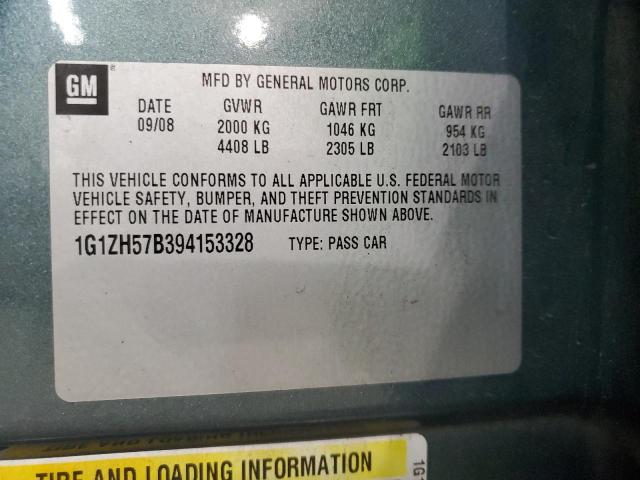 GM
MFD BY GENERAL MOTORS CORP.
DATE GVWR GAWR FRT GAWR RR
09/08 2000 KG 1046 KG 954 KG
4408 LB 2305 LB 2103 LB
THIS VEHICLE CONFORMS TO ALL APPLICABLE U.S. FEDERAL MOTOR
VEHICLE SAFETY, BUMPER, AND THEFT PREVENTION STANDARDS IN
EFFECT ON THE DATE OF MANUFACTURE SHOWN ABOVE.
1G1ZH57B394153328 TYPE: PASS CAR
TIRE AND LOADING INFORMATION
1G